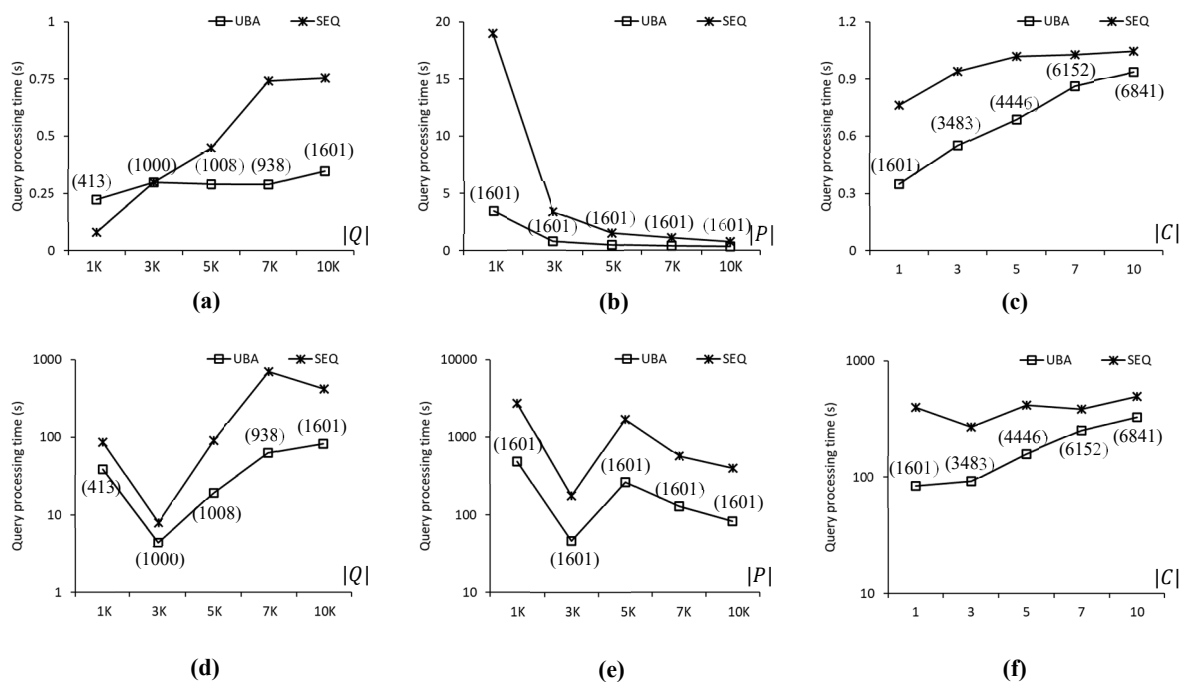 UBA SEQ
Query processing time (s)
1
0.75
0.5
0.25
0
(413)
(1000)
(1008)
(938)
(1601)
|Q|
1K 3K 5K 7K 10K
(a)
UBA SEQ
Query processing time (s)
20
15
10
5
0
(1601)
(1601)
(1601)
(1601)
(1601)
|P|
1K 3K 5K 7K 10K
(b)
UBA SEQ
Query processing time (s)
1.2
0.9
0.6
0.3
0
(1601)
(3483)
(4446)
(6152)
(6841)
|C|
1 3 5 7 10
(c)
UBA SEQ
Query processing time (s)
1000
100
10
1
(413)
(1000)
(1008)
(938)
(1601)
|Q|
1K 3K 5K 7K 10K
(d)
UBA SEQ
Query processing time (s)
10000
1000
100
10
(1601)
(1601)
(1601)
(1601)
(1601)
|P|
1K 3K 5K 7K 10K
(e)
UBA SEQ
Query processing time (s)
1000
100
10
(1601)
(3483)
(4446)
(6152)
(6841)
|C|
1 3 5 7 10
(f)